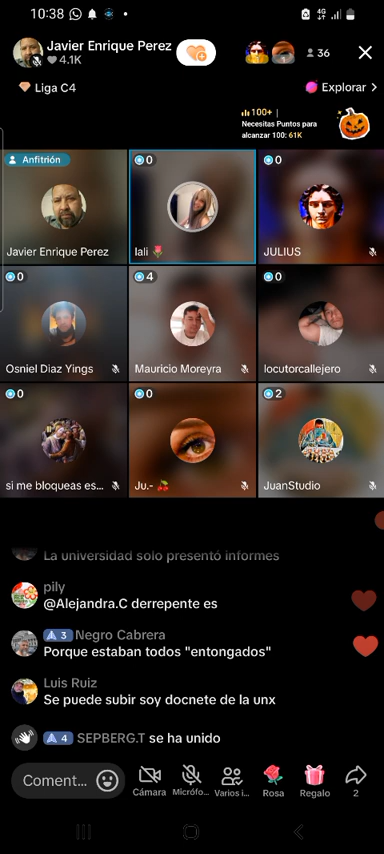 10:38
4G
Javier Enrique Perez
4.1K
36
Liga C4
Explorar >
100+ |
Necesitas Puntos para
alcanzar 100: 61K
Anfitrión
0
0
Javier Enrique Perez
lali
JULIUS
0
4
0
Osniel Diaz Yings
Mauricio Moreyra
locutorcallejero
0
0
2
si me bloqueas es...
Ju.-
JuanStudio
La universidad solo presentó informes
pily
@Alejandra.C derrepente es
3 Negro Cabrera
Porque estaban todos "entongados"
Luis Ruiz
Se puede subir soy docnete de la unx
4 SEPBERG.T se ha unido
Coment...
Cámara
Micrófo...
Varios i...
Rosa
Regalo
2